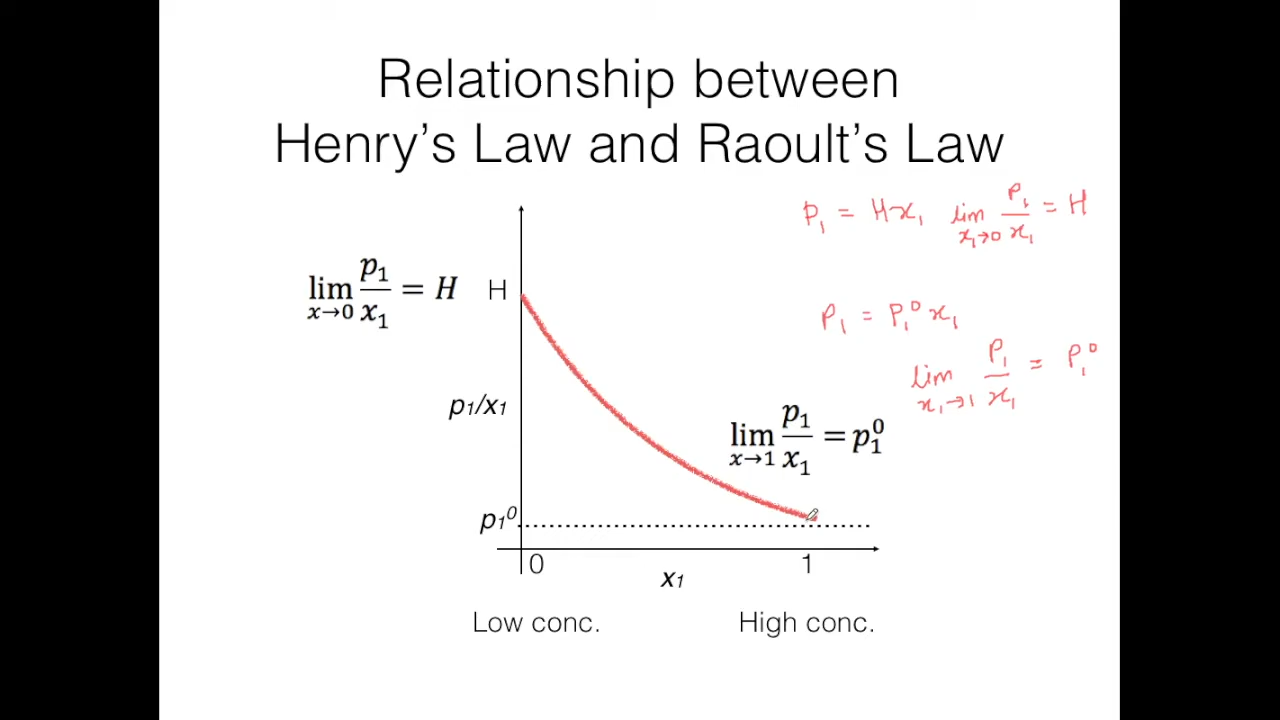 Relationship between
Henry's Law and Raoult's Law
P₁ = Hx₁ lim x₁→0 P₁/x₁ = H
lim x→0 p₁/x₁ = H
H
P₁ = P₁⁰ x₁
lim x₁→1 P₁/x₁ = P₁⁰
p₁/x₁
lim x→1 p₁/x₁ = p₁⁰
p₁⁰
0
1
x₁
Low conc.
High conc.